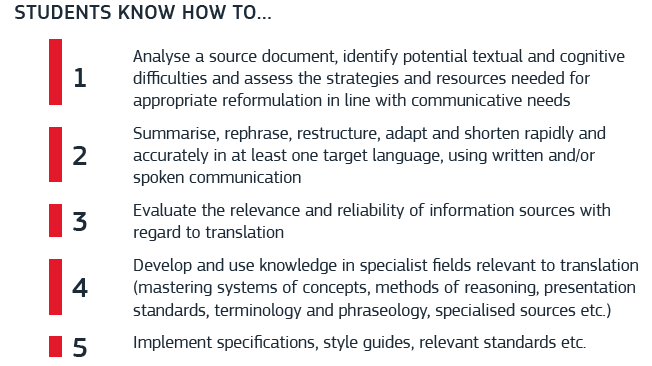 STUDENTS KNOW HOW TO...
1
Analyse a source document, identify potential textual and cognitive
difficulties and assess the strategies and resources needed for
appropriate reformulation in line with communicative needs
2
Summarise, rephrase, restructure, adapt and shorten rapidly and
accurately in at least one target language, using written and/or
spoken communication
3
Evaluate the relevance and reliability of information sources with
regard to translation
4
Develop and use knowledge in specialist fields relevant to translation
(mastering systems of concepts, methods of reasoning, presentation
standards, terminology and phraseology, specialised sources etc.)
5
Implement specifications, style guides, relevant standards etc.